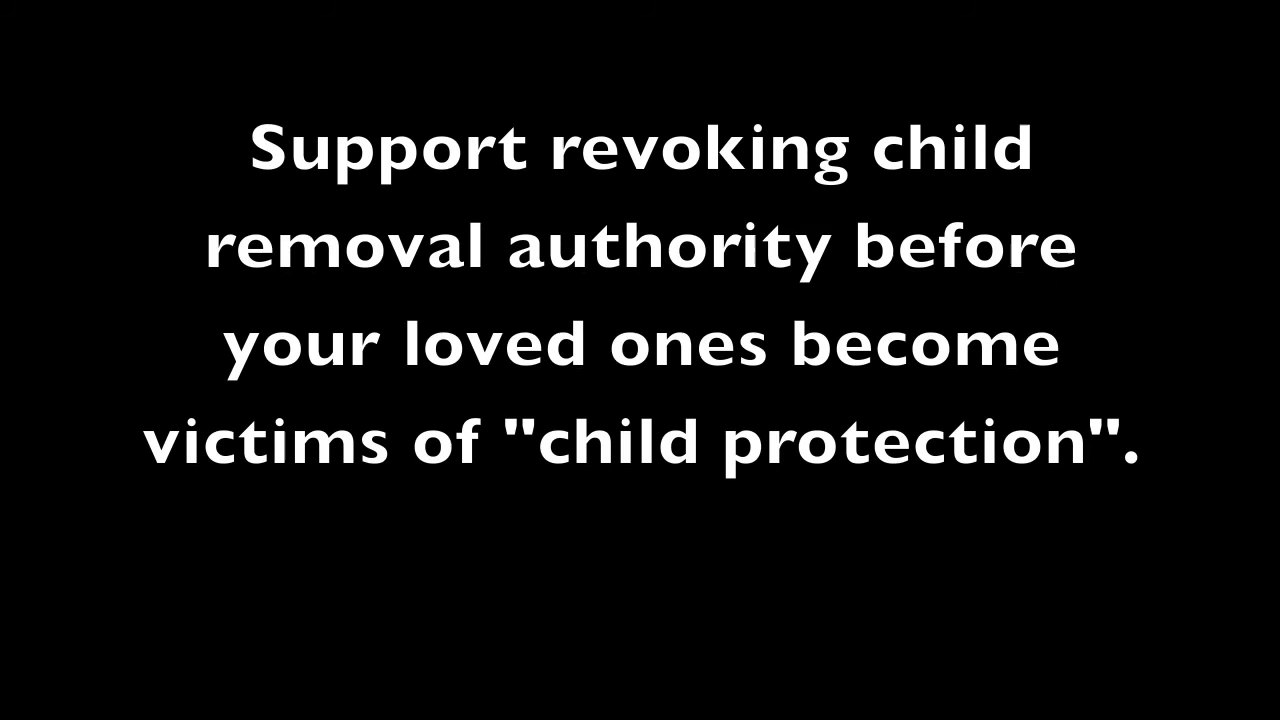 Support revoking child
removal authority before
your loved ones become
victims of "child protection".